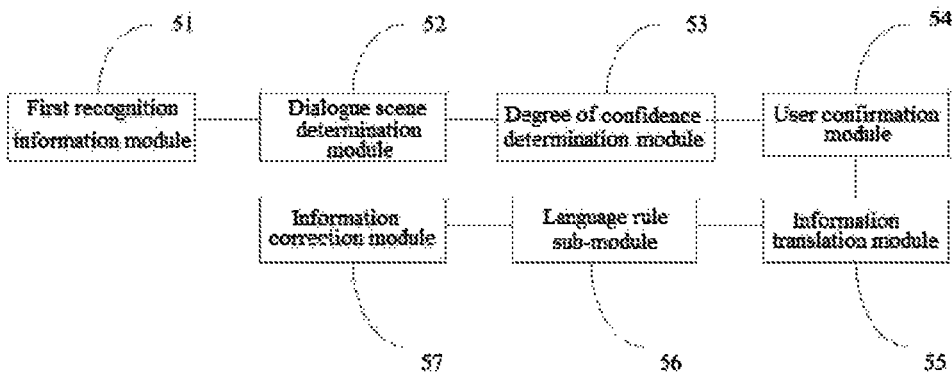 51
52
53
54
First recognition
information module
Dialogue scene
determination
module
Degree of confidence
determination module
User confirmation
module
Information
correction module
Language rule
sub-module
Information
translation module
57
56
55